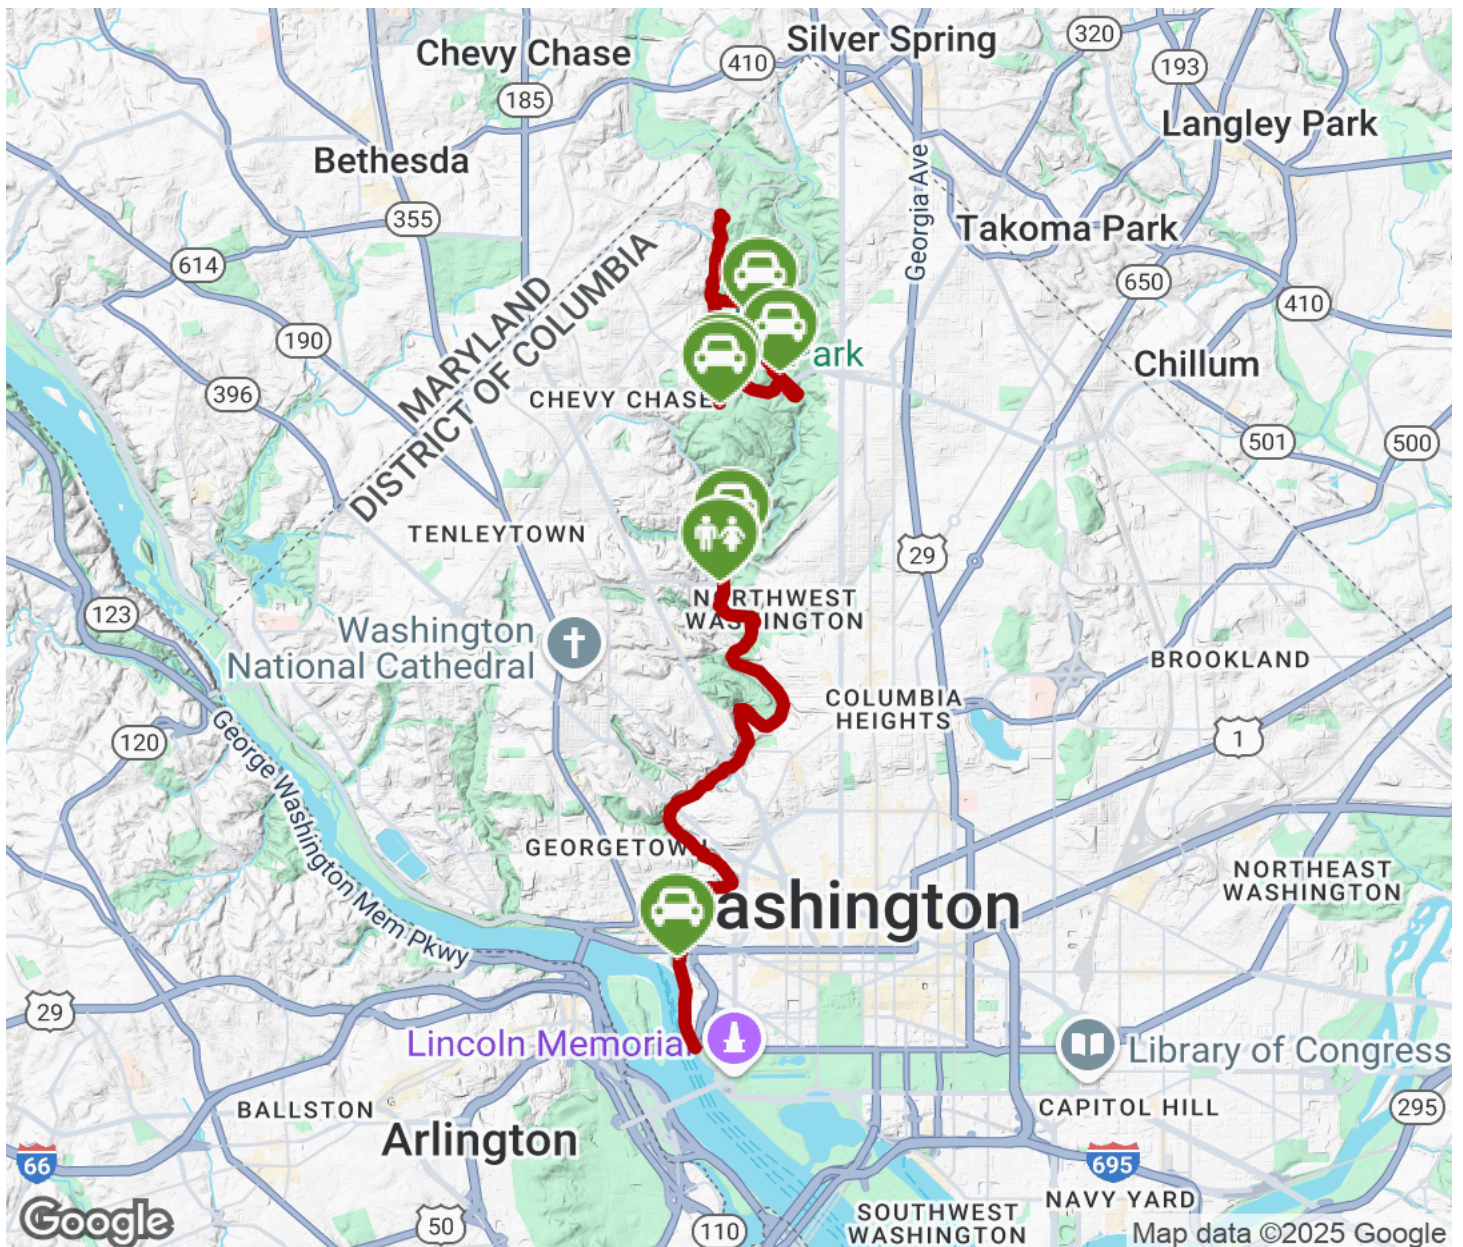 Silver Spring
320
Chevy Chase
410
193
185
Langley Park
Bethesda
Georgia Ave
355
Takoma Park
614
650
MARYLAND
DISTRICT OF COLUMBIA
410
190
ark
Chillum
396
CHEVY CHASE
501
500
TENLEYTOWN
29
123
NORTHWEST
WASHINGTON
Washington
National Cathedral
BROOKLAND
COLUMBIA
HEIGHTS
120
George Washington Mem Pkwy
1
GEORGETOWN
NORTHEAST
WASHINGTON
ashington
29
Lincoln Memorial
Library of Congress
BALLSTON
CAPITOL HILL
295
Arlington
66
695
NAVY YARD
Google
50
110
SOUTHWEST
WASHINGTON
Map data ©2025 Google